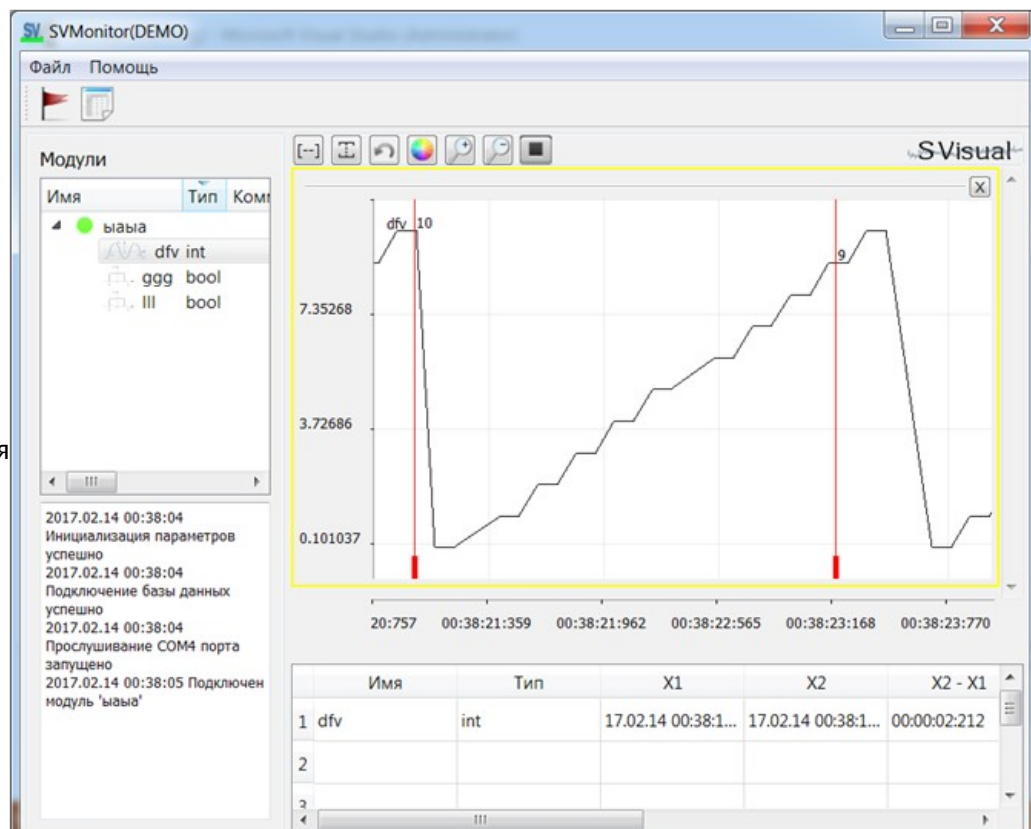 SV SVMonitor(DEMO)
Файл Помощь
[--]
SVisual
Модули
Имя Тип Комм
ыаыа
dfv int
ggg bool
lll bool
я
X
dfv 10
9
7.35268
3.72686
0.101037
20:757 00:38:21:359 00:38:21:962 00:38:22:565 00:38:23:168 00:38:23:770
2017.02.14 00:38:04
Инициализация параметров
успешно
2017.02.14 00:38:04
Подключение базы данных
успешно
2017.02.14 00:38:04
Прослушивание COM4 порта
запущено
2017.02.14 00:38:05 Подключен
модуль 'ыаыа'
Имя Тип X1 X2 X2 - X1
1 dfv int 17.02.14 00:38:1... 17.02.14 00:38:1... 00:00:02:212
2
3